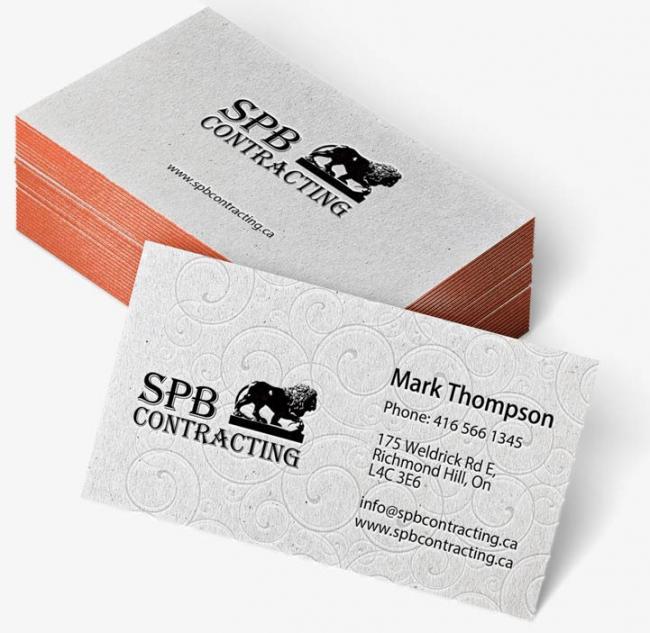 SPB
CONTRACTING
www.spbcontracting.ca
SPB
CONTRACTING
Mark Thompson
Phone: 416 566 1345
175 Weldrick Rd E,
Richmond Hill, On
L4C 3E6
info@spbcontracting.ca
www.spbcontracting.ca